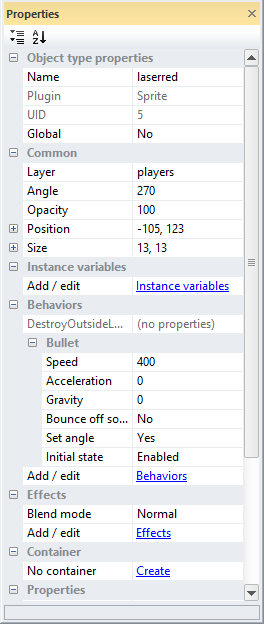 Properties
A Z
Object type properties
Name laserred
Plugin Sprite
UID 5
Global No
Common
Layer players
Angle 270
Opacity 100
Position -105, 123
Size 13, 13
Instance variables
Add / edit Instance variables
Behaviors
DestroyOutsideL... (no properties)
Bullet
Speed 400
Acceleration 0
Gravity 0
Bounce off so... No
Set angle Yes
Initial state Enabled
Add / edit Behaviors
Effects
Blend mode Normal
Add / edit Effects
Container
No container Create
Properties